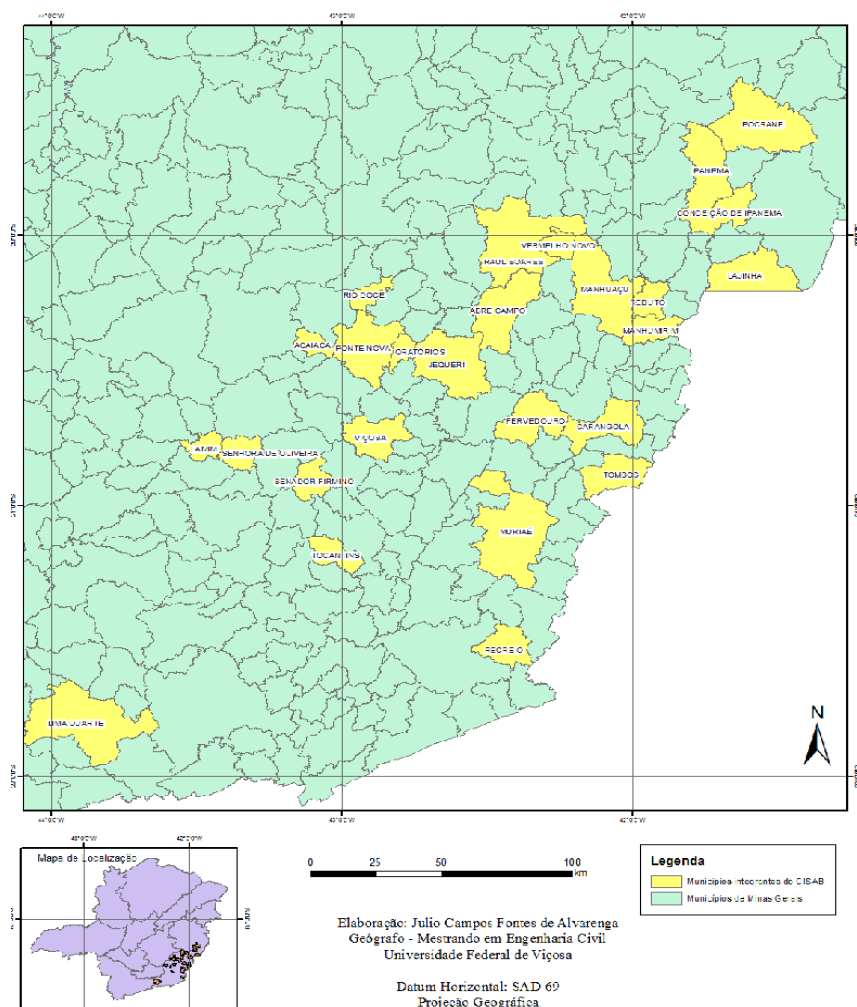 POCRANE
IPANEMA
CONCEIÇÃO DE IPANEMA
VERMELHO NOVO
RAUL SOARES
LAJINHA
MANHUAÇU
RIO DOCE
REDUTO
ABRE CAMPO
MANHUMIRIM
ACAIACA
PONTE NOVA
ORATÓRIOS
JEQUERI
FERVEDOURO
CARANGOLA
VIÇOSA
LAMIM
SENHORA DE OLIVEIRA
TOMBOS
SENADOR FIRMINO
MURIAÉ
TOCANTINS
RECREIO
LIMA DUARTE
N
Mapa de Localização
0 25 50 100
km
Legenda
Municípios integrantes do CISAB
Municípios de Minas Gerais
Elaboração: Julio Campos Fontes de Alvarenga
Geógrafo - Mestrando em Engenharia Civil
Universidade Federal de Viçosa
Datum Horizontal: SAD 69
Projeção Geográfica